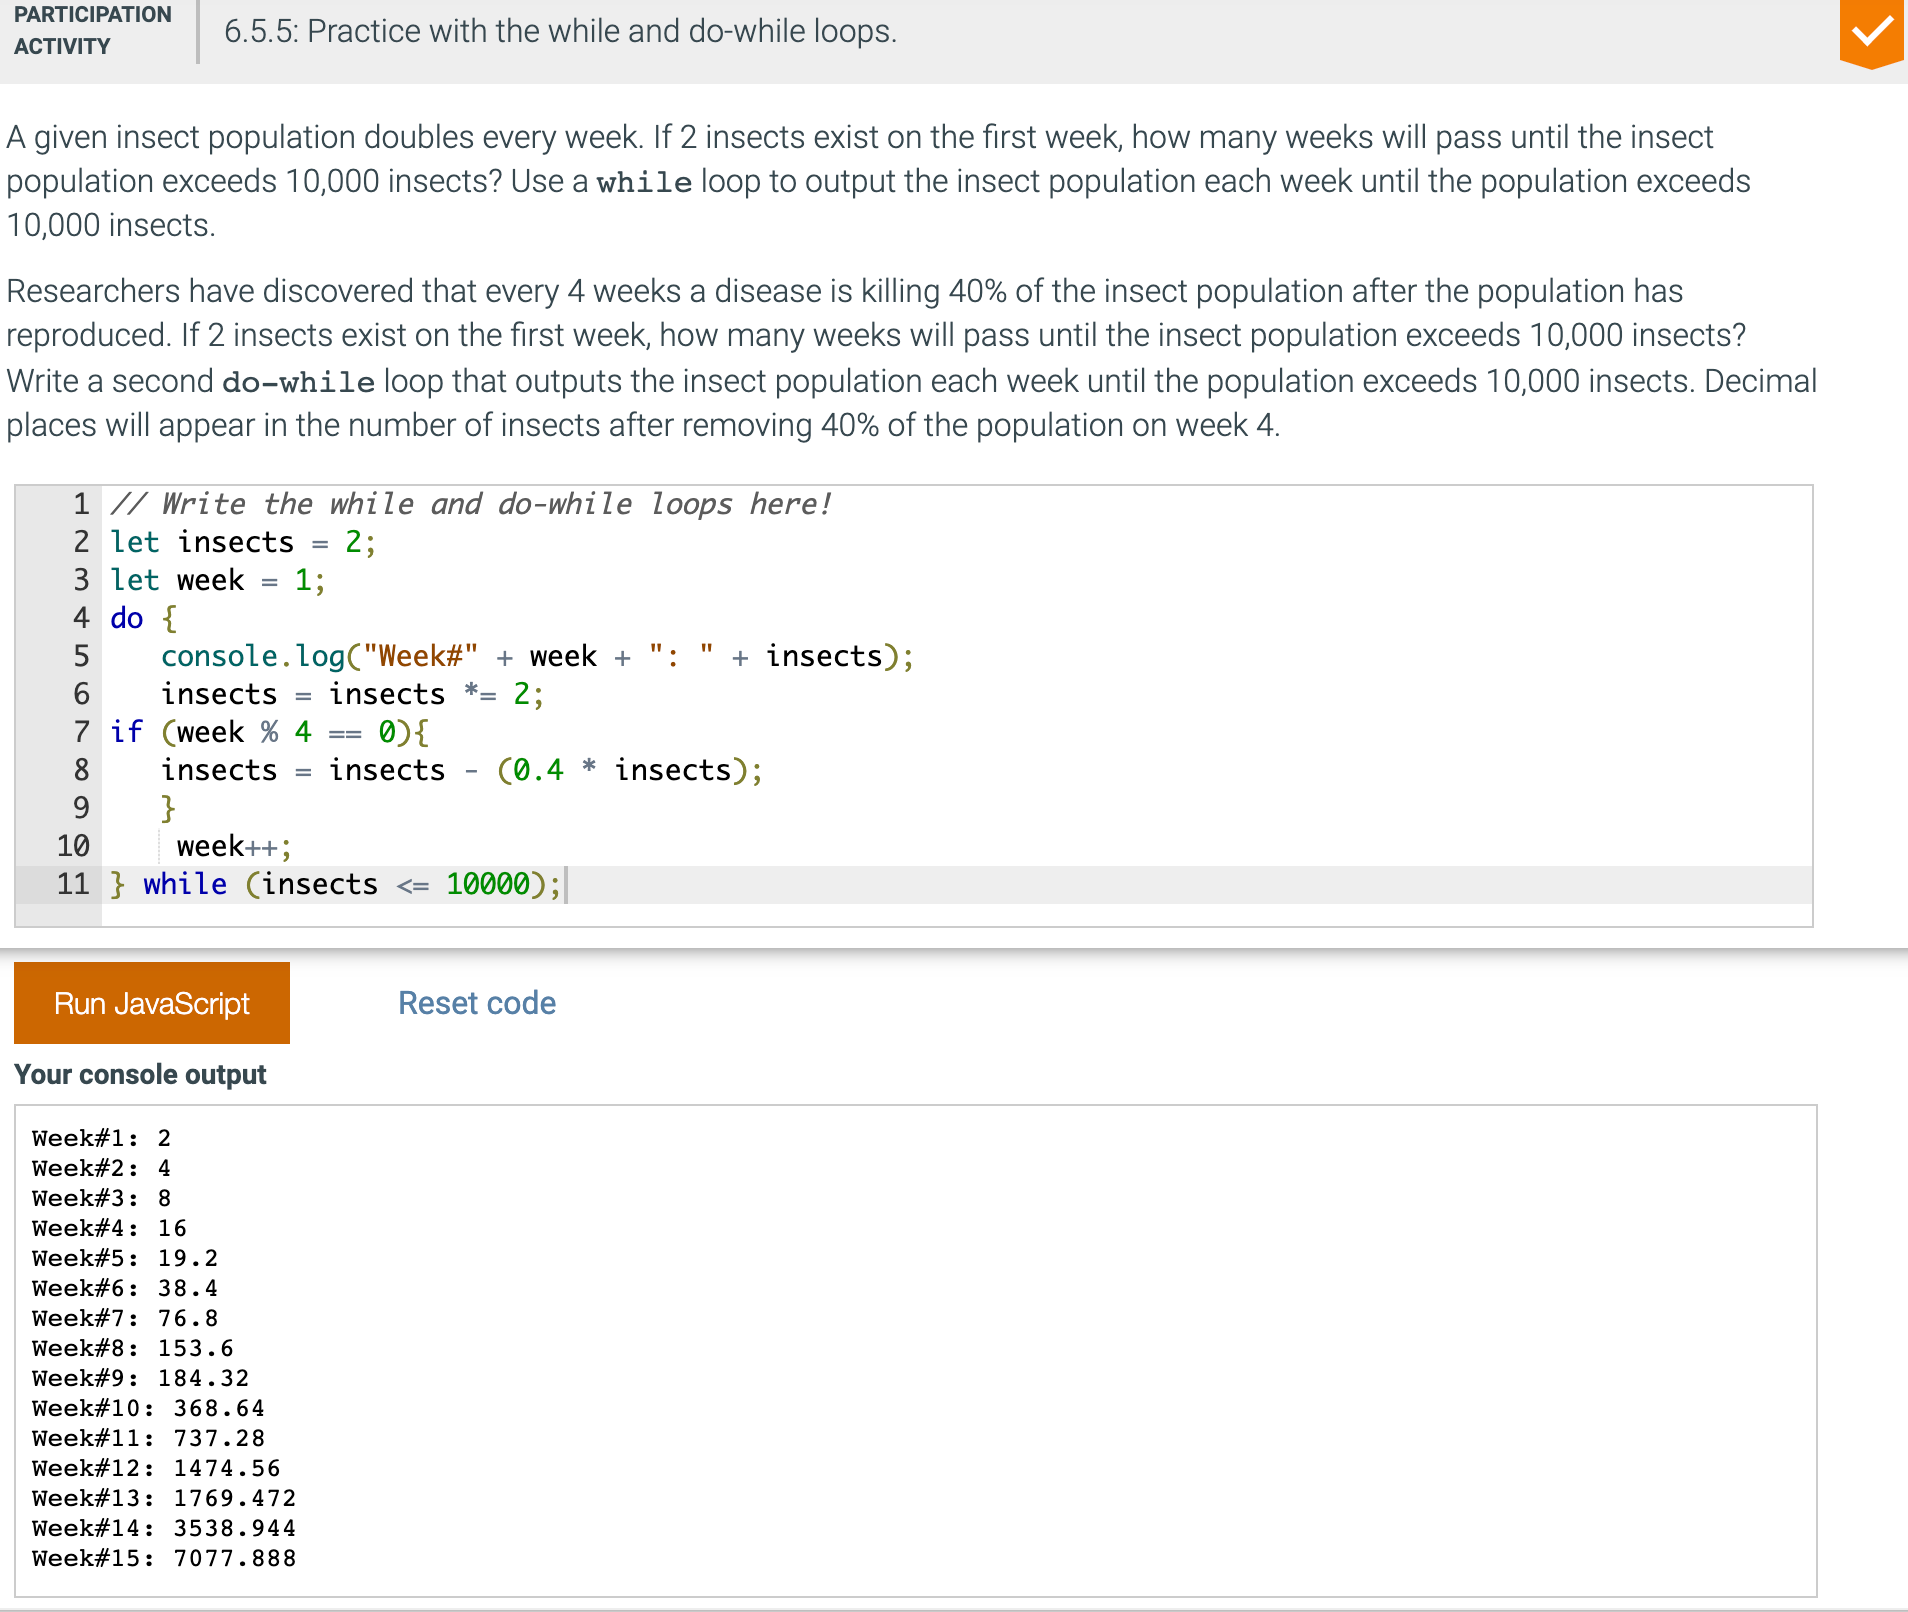 PARTICIPATION
ACTIVITY
6.5.5: Practice with the while and do-while loops.
A given insect population doubles every week. If 2 insects exist on the first week, how many weeks will pass until the insect
population exceeds 10,000 insects? Use a while loop to output the insect population each week until the population exceeds
10,000 insects.
Researchers have discovered that every 4 weeks a disease is killing 40% of the insect population after the population has
reproduced. If 2 insects exist on the first week, how many weeks will pass until the insect population exceeds 10,000 insects?
Write a second do-while loop that outputs the insect population each week until the population exceeds 10,000 insects. Decimal
places will appear in the number of insects after removing 40% of the population on week 4.
1 // Write the while and do-while loops here!
2 let insects = 2;
3 let week = 1;
4 do {
5    console.log("Week#" + week + ": " + insects);
6    insects = insects *= 2;
7 if (week % 4 == 0){
8    insects = insects - (0.4 * insects);
9    }
10     week++;
11 } while (insects <= 10000);
Run JavaScript
Reset code
Your console output
Week#1: 2
Week#2: 4
Week#3: 8
Week#4: 16
Week#5: 19.2
Week#6: 38.4
Week#7: 76.8
Week#8: 153.6
Week#9: 184.32
Week#10: 368.64
Week#11: 737.28
Week#12: 1474.56
Week#13: 1769.472
Week#14: 3538.944
Week#15: 7077.888